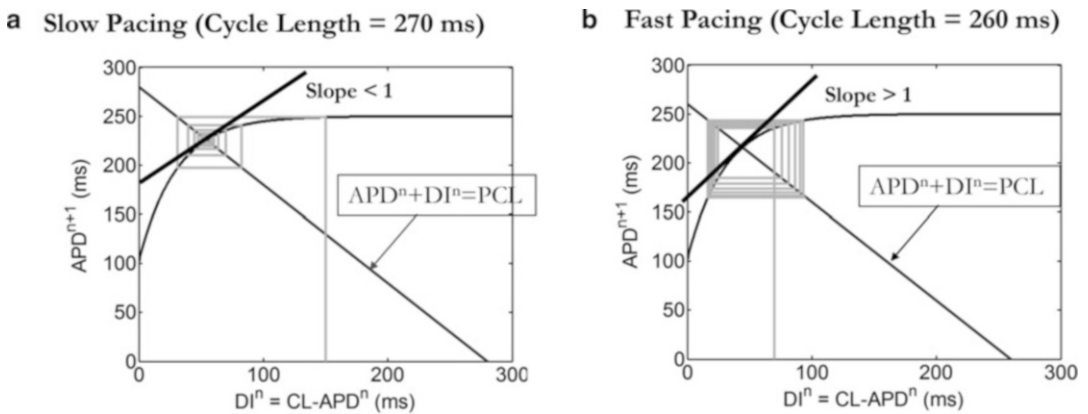 a Slow Pacing (Cycle Length = 270 ms)
300
250
200
150
100
50
0
APDⁿ⁺¹ (ms)
Slope < 1
APDⁿ+DIⁿ=PCL
0 100 200 300
DIⁿ = CL-APDⁿ (ms)
b Fast Pacing (Cycle Length = 260 ms)
300
250
200
150
100
50
0
APDⁿ⁺¹ (ms)
Slope > 1
APDⁿ+DIⁿ=PCL
0 100 200 300
DIⁿ = CL-APDⁿ (ms)